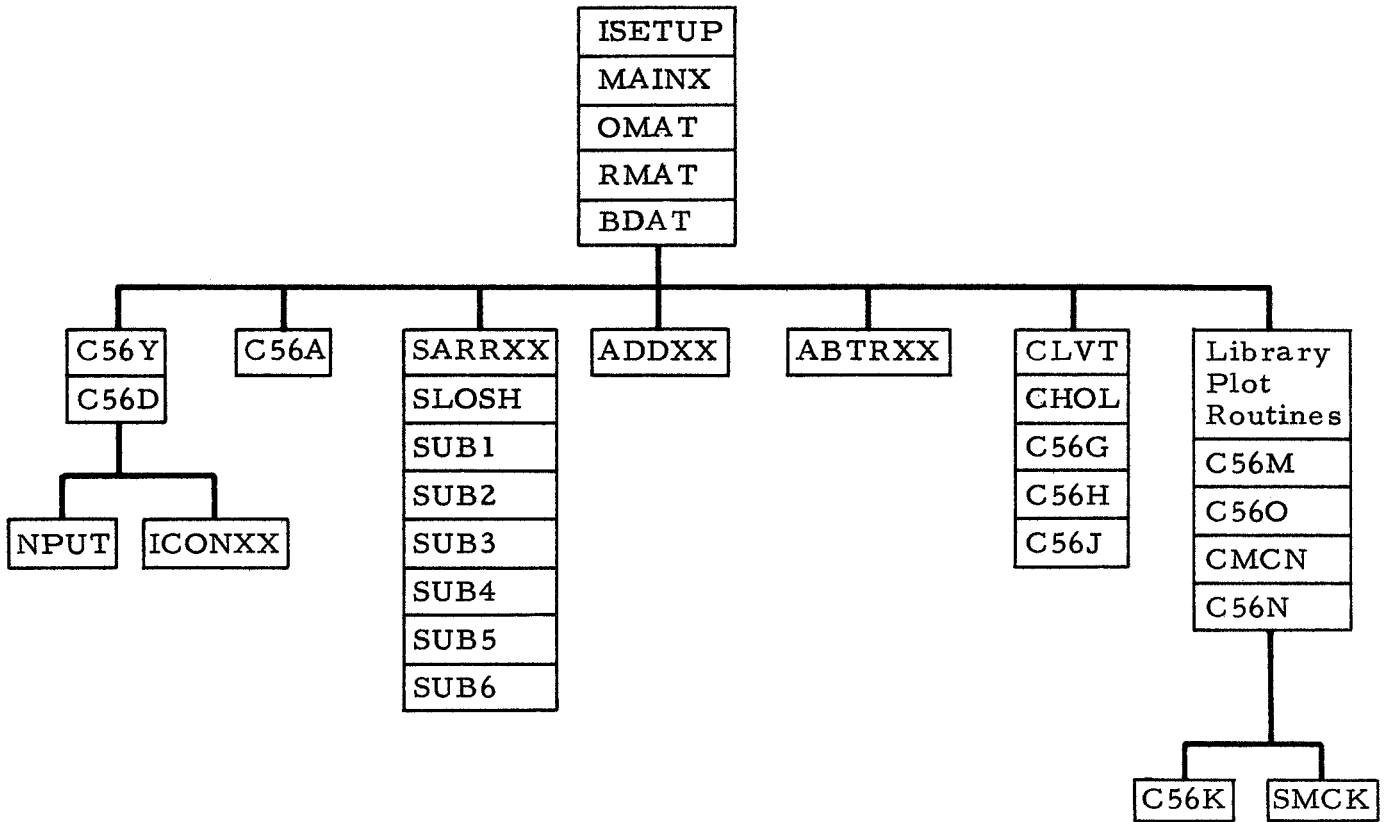 ISETUP
MAINX
OMAT
RMAT
BDAT
C56Y
C56D
NPUT
ICONXX
C56A
SARRXX
SLOSH
SUB1
SUB2
SUB3
SUB4
SUB5
SUB6
ADDXX
ABTRXX
CLVT
CHOL
C56G
C56H
C56J
Library
Plot
Routines
C56M
C56O
CMCN
C56N
C56K
SMCK